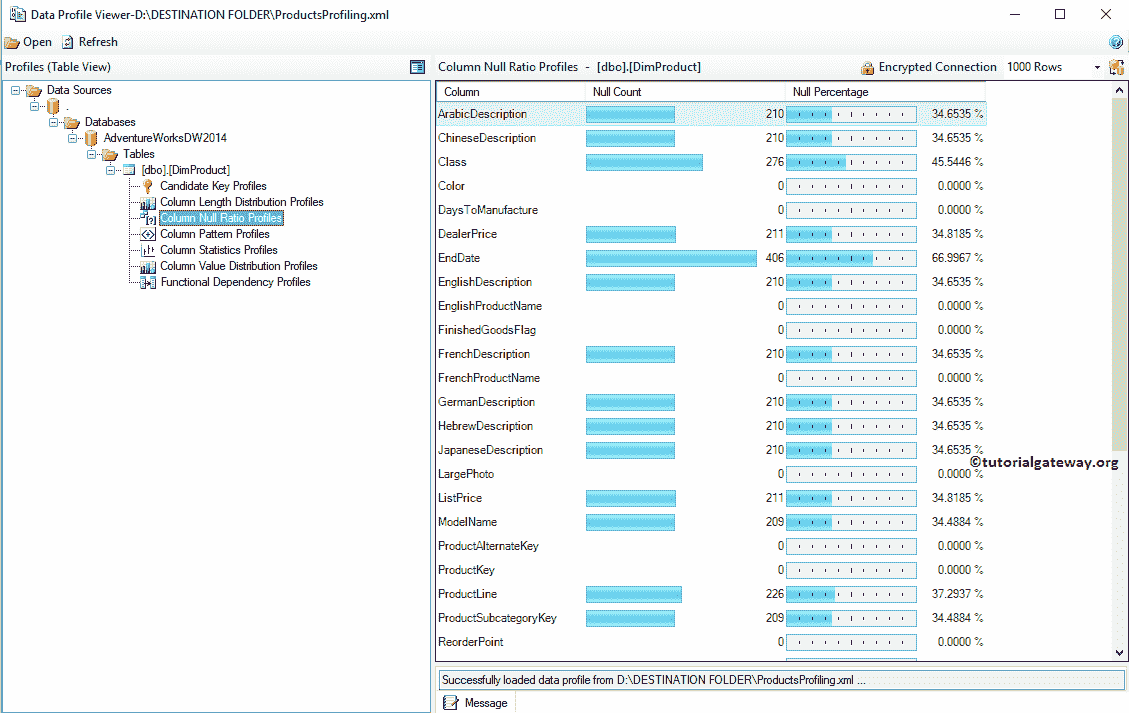 Data Profile Viewer-D:\DESTINATION FOLDER\ProductsProfiling.xml
Open Refresh
Profiles (Table View)
Data Sources
.
Databases
AdventureWorksDW2014
Tables
[dbo].[DimProduct]
Candidate Key Profiles
Column Length Distribution Profiles
Column Null Ratio Profiles
Column Pattern Profiles
Column Statistics Profiles
Column Value Distribution Profiles
Functional Dependency Profiles
Column Null Ratio Profiles - [dbo].[DimProduct] Encrypted Connection 1000 Rows
Column Null Count Null Percentage
ArabicDescription 210 34.6535 %
ChineseDescription 210 34.6535 %
Class 276 45.5446 %
Color 0 0.0000 %
DaysToManufacture 0 0.0000 %
DealerPrice 211 34.8185 %
EndDate 406 66.9967 %
EnglishDescription 210 34.6535 %
EnglishProductName 0 0.0000 %
FinishedGoodsFlag 0 0.0000 %
FrenchDescription 210 34.6535 %
FrenchProductName 0 0.0000 %
GermanDescription 210 34.6535 %
HebrewDescription 210 34.6535 %
JapaneseDescription 210 34.6535 %
©tutorialgateway.org
LargePhoto 0 0.0000 %
ListPrice 211 34.8185 %
ModelName 209 34.4884 %
ProductAlternateKey 0 0.0000 %
ProductKey 0 0.0000 %
ProductLine 226 37.2937 %
ProductSubcategoryKey 209 34.4884 %
ReorderPoint 0 0.0000 %
Successfully loaded data profile from D:\DESTINATION FOLDER\ProductsProfiling.xml ...
Message